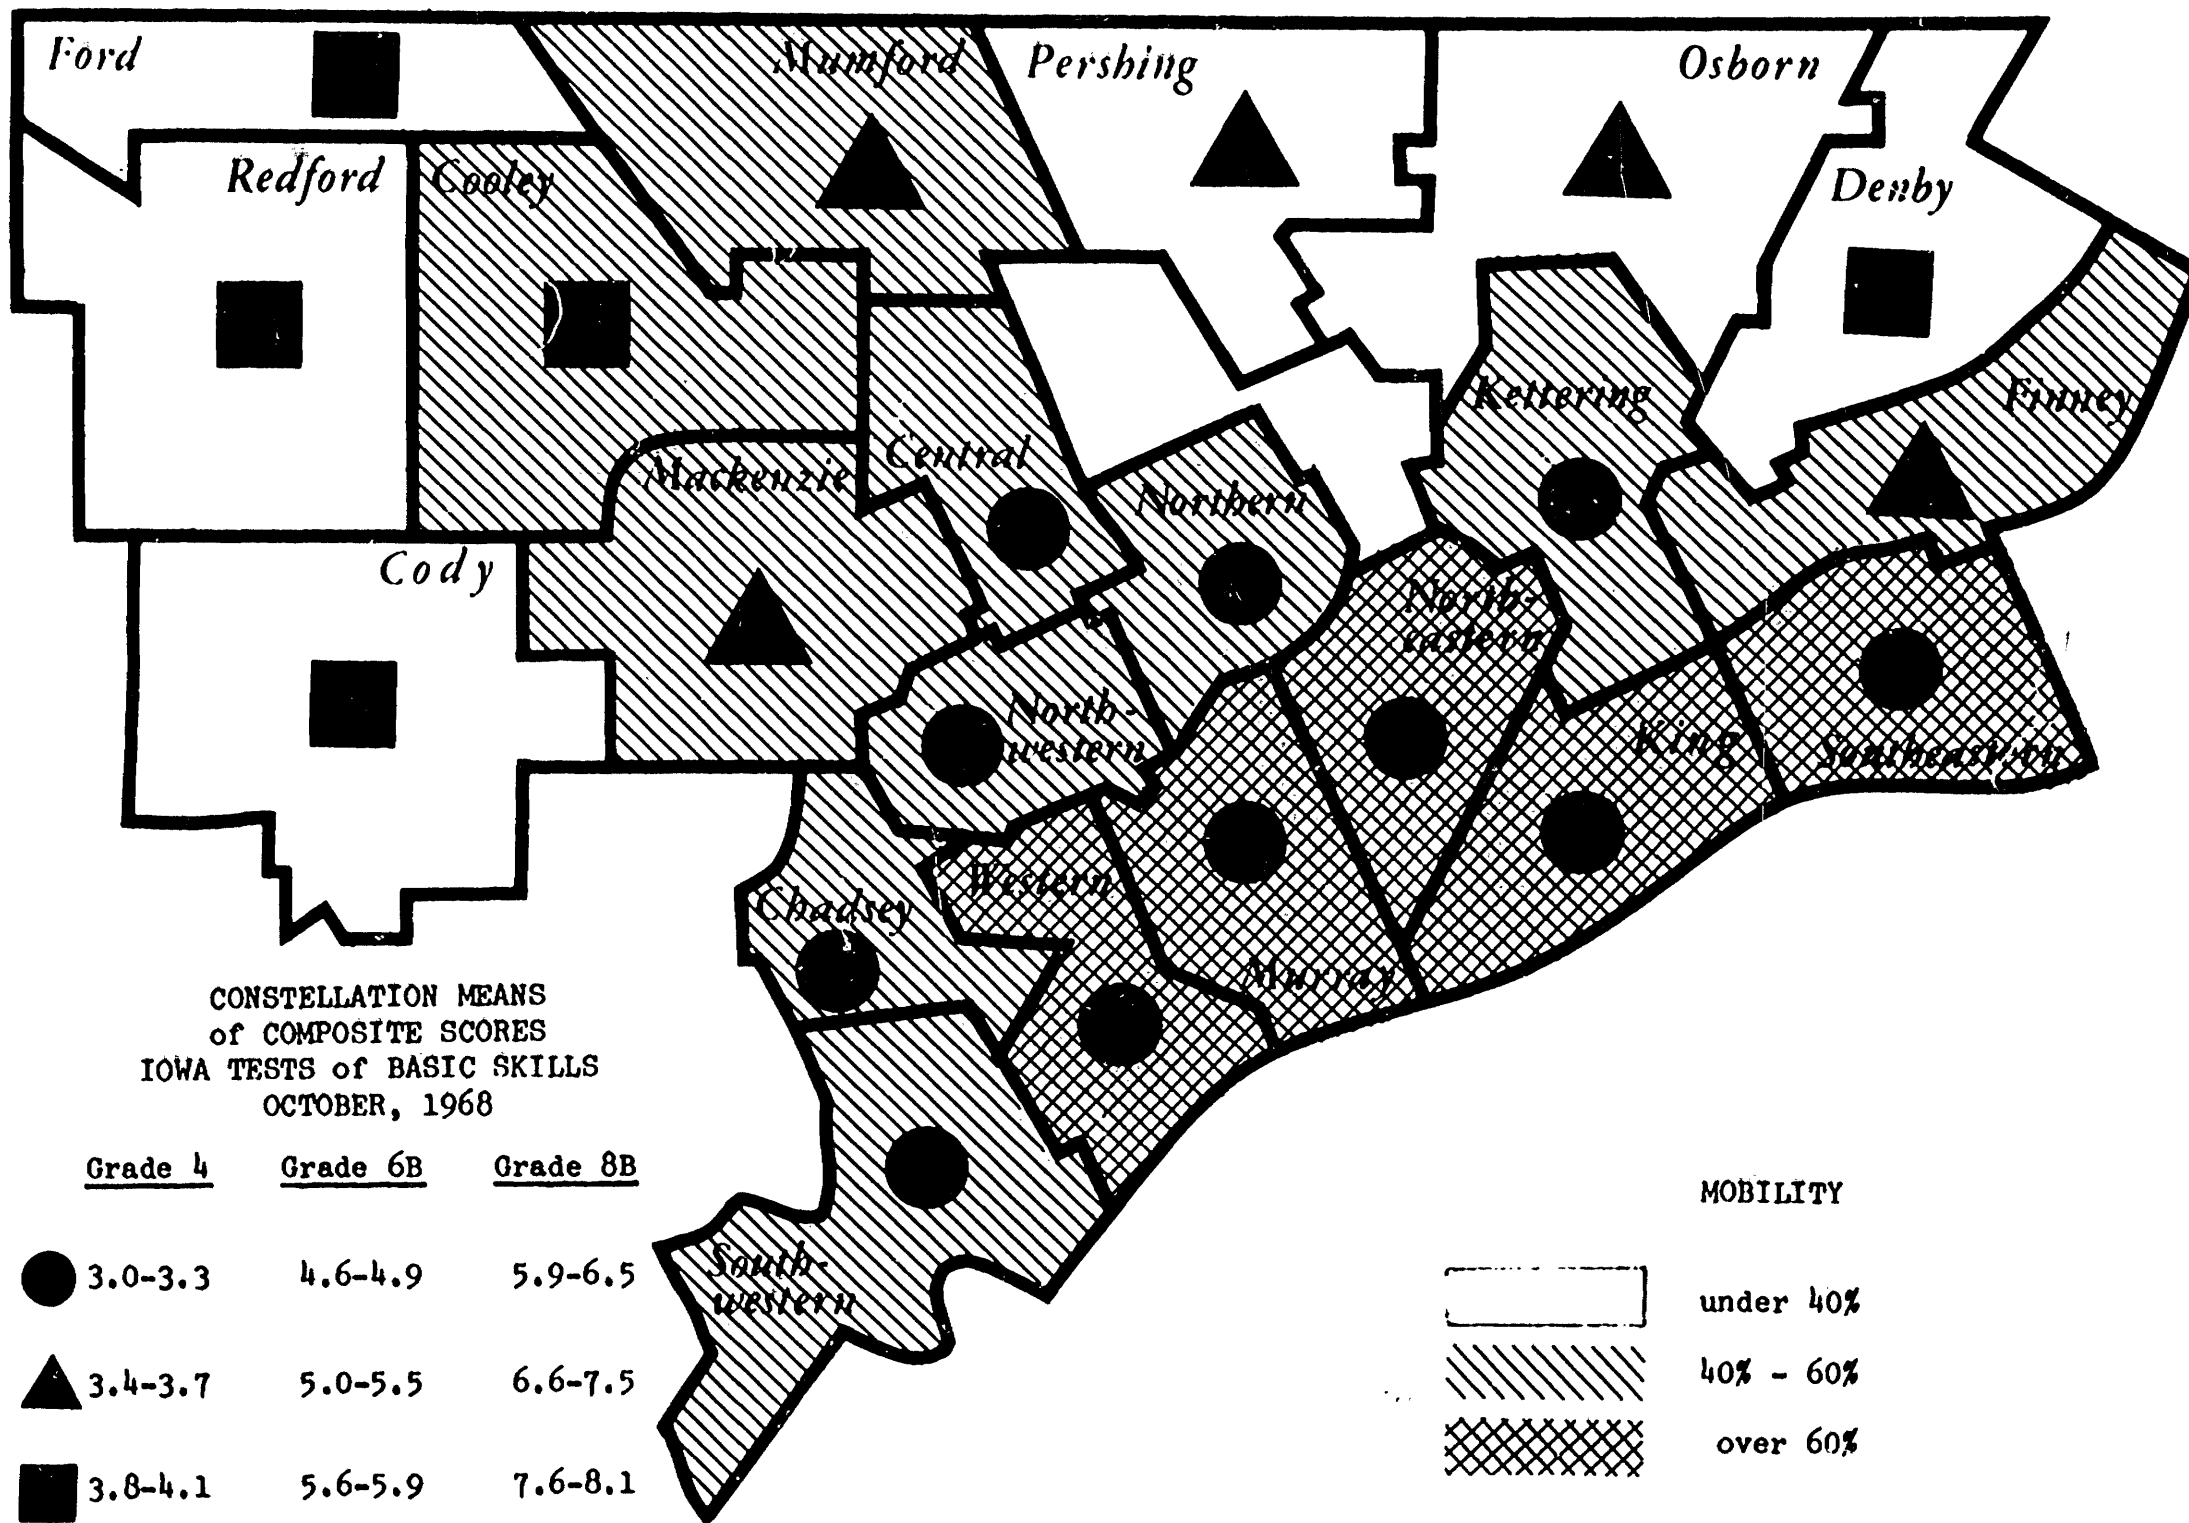 Ford
Mumford
Pershing
Osborn
Redford
Cooley
Denby
Kettering
Finney
Central
Mackenzie
Northern
Cody
North-
eastern
North-
western
King
Southeastern
Western
Chadsey
Murray
South-
western
CONSTELLATION MEANS
of COMPOSITE SCORES
IOWA TESTS of BASIC SKILLS
OCTOBER, 1968
Grade 4 Grade 6B Grade 8B
3.0-3.3 4.6-4.9 5.9-6.5
3.4-3.7 5.0-5.5 6.6-7.5
3.8-4.1 5.6-5.9 7.6-8.1
MOBILITY
under 40%
40% - 60%
over 60%